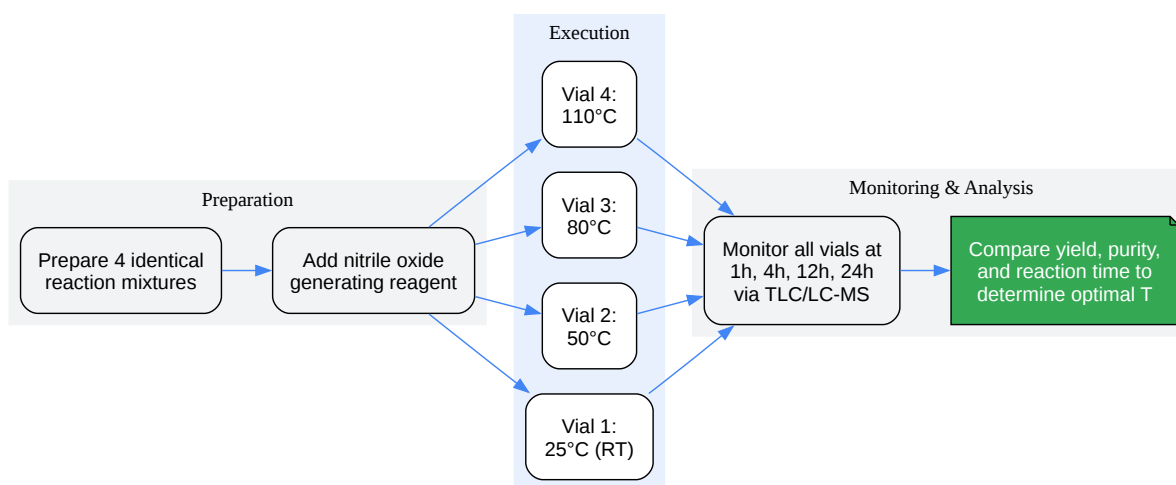 Preparation
Prepare 4 identical
reaction mixtures
Add nitrile oxide
generating reagent
Execution
Vial 4:
110°C
Vial 3:
80°C
Vial 2:
50°C
Vial 1:
25°C (RT)
Monitoring & Analysis
Monitor all vials at
1h, 4h, 12h, 24h
via TLC/LC-MS
Compare yield, purity,
and reaction time to
determine optimal T